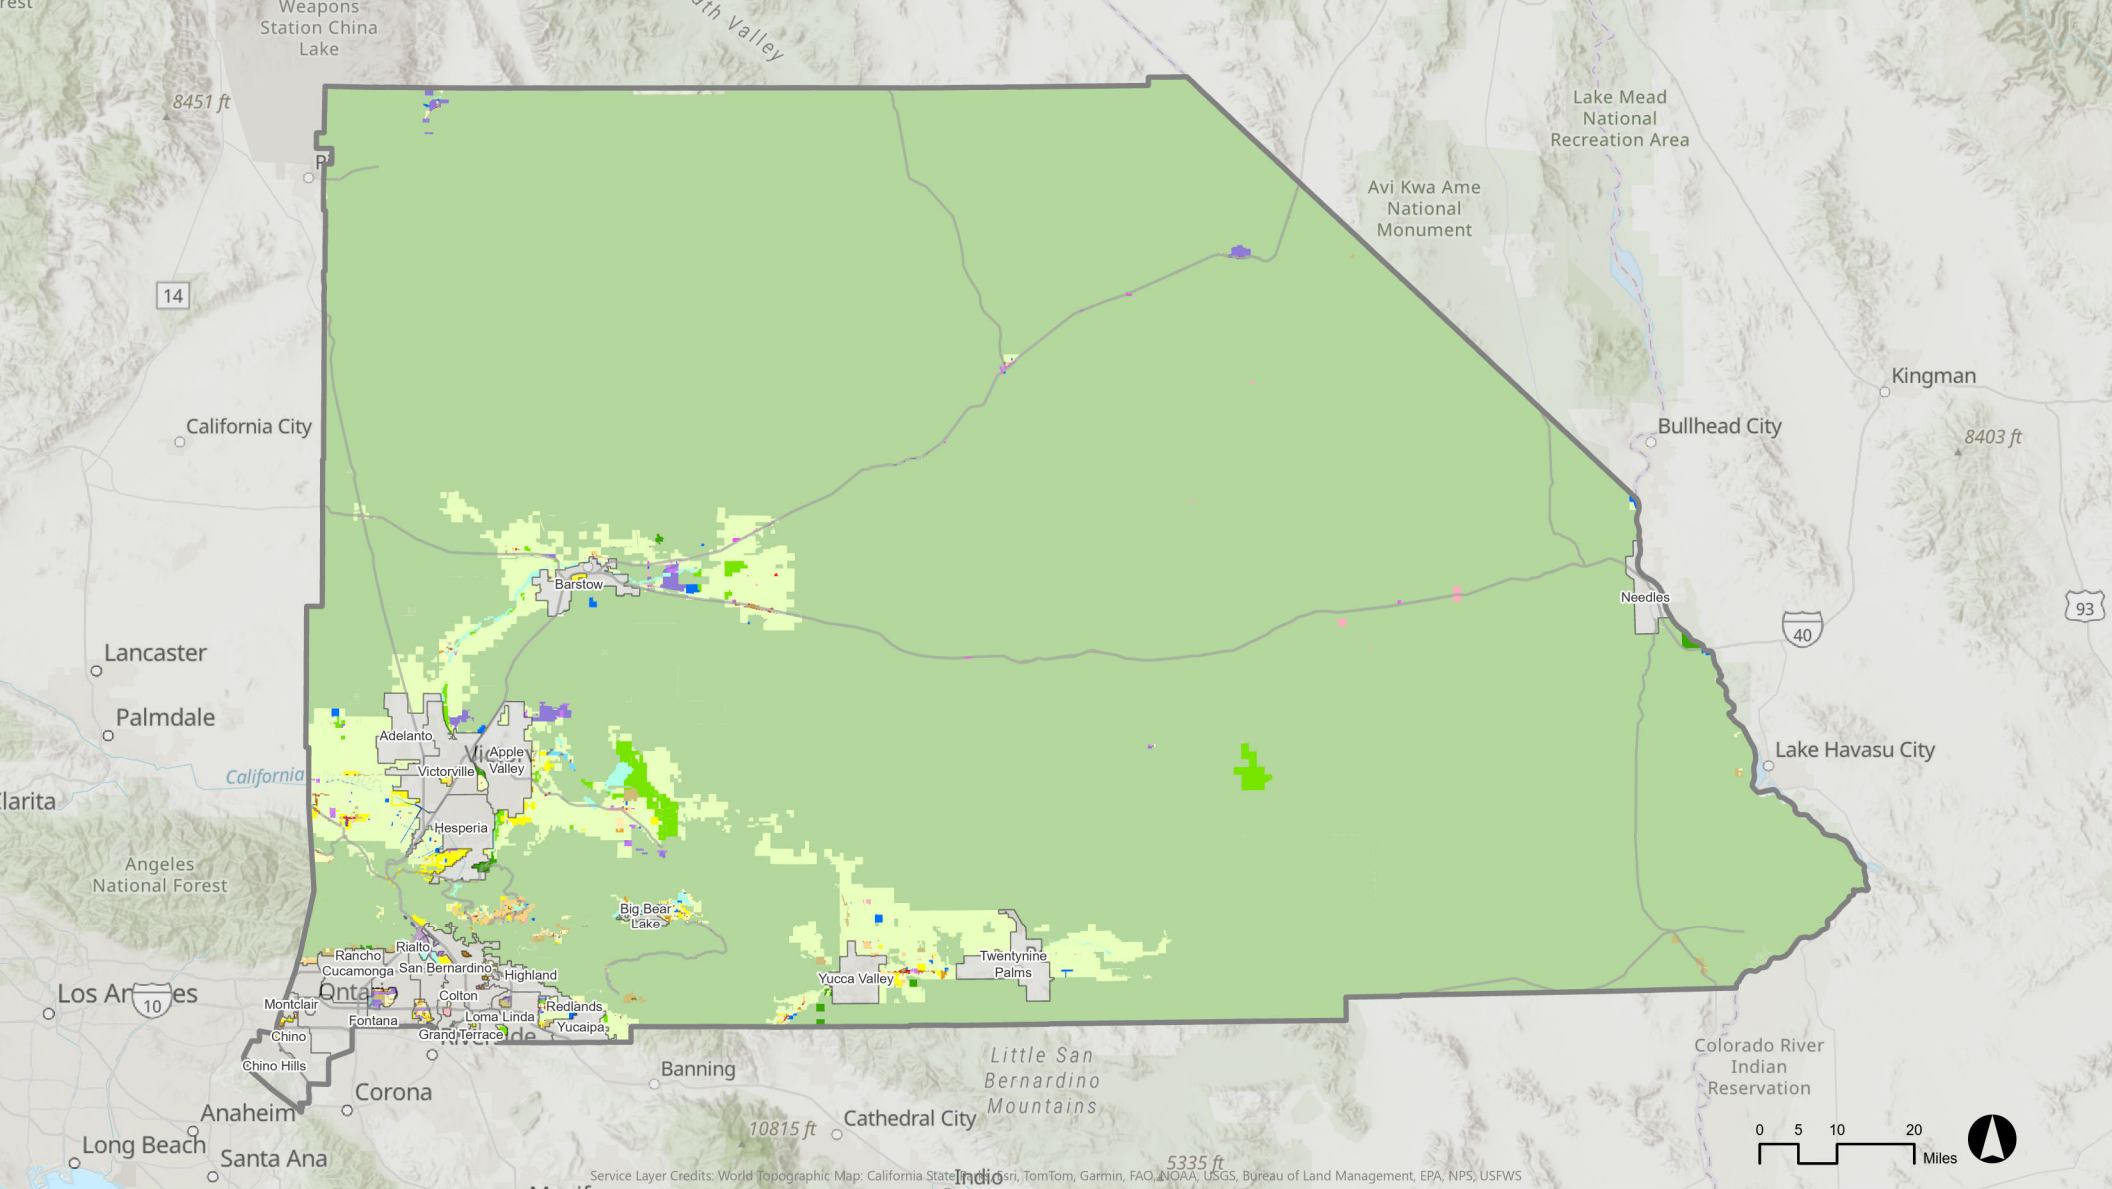 Weapons
Station China
Lake
8451 ft
Lake Mead
National
Recreation Area
Avi Kwa Ame
National
Monument
14
Kingman
California City
Bullhead City
8403 ft
Barstow
Needles
93
40
Lancaster
Palmdale
Adelanto
Apple
Valley
Victorville
California
Lake Havasu City
Hesperia
Angeles
National Forest
Big Bear
Lake
Rialto
Rancho
Cucamonga
San Bernardino
Highland
Twentynine
Palms
Yucca Valley
Los Angeles
10
Ontario
Colton
Montclair
Redlands
Fontana
Loma Linda
Yucaipa
Grand Terrace
Chino
Chino Hills
Banning
Little San
Bernardino
Mountains
Colorado River
Indian
Reservation
Corona
Anaheim
Cathedral City
10815 ft
Long Beach
Santa Ana
5335 ft
Indio
0 5 10 20
Miles
Service Layer Credits: World Topographic Map: California State Parks, Esri, TomTom, Garmin, FAO, NOAA, USGS, Bureau of Land Management, EPA, NPS, USFWS